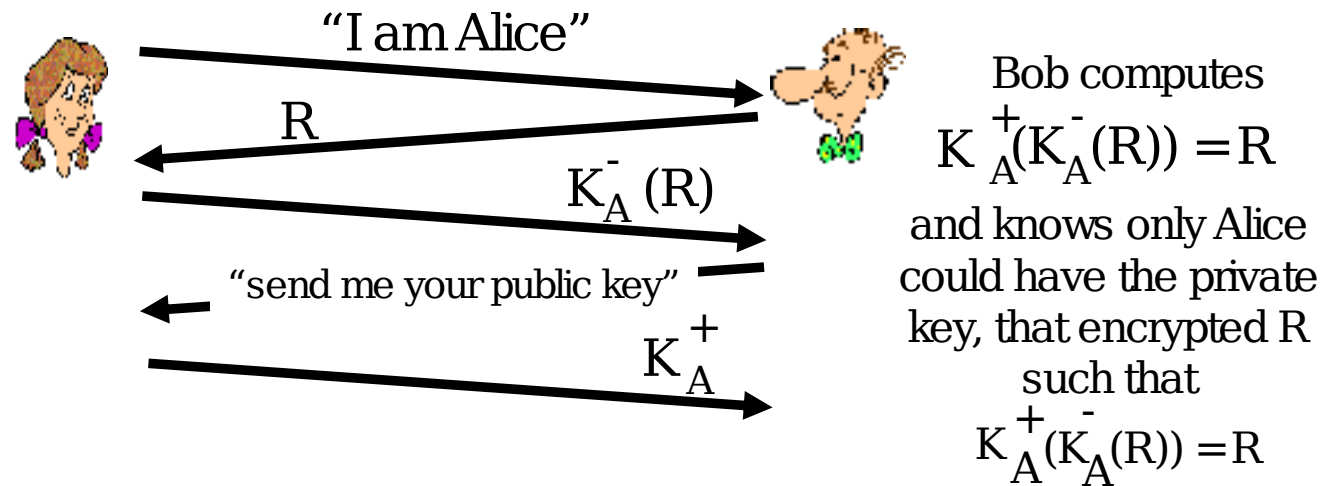 “I am Alice”
R
K_A^- (R)
“send me your public key”
K_A^+
Bob computes
K_A^+(K_A^-(R)) = R
and knows only Alice
could have the private
key, that encrypted R
such that
K_A^+(K_A^-(R)) = R